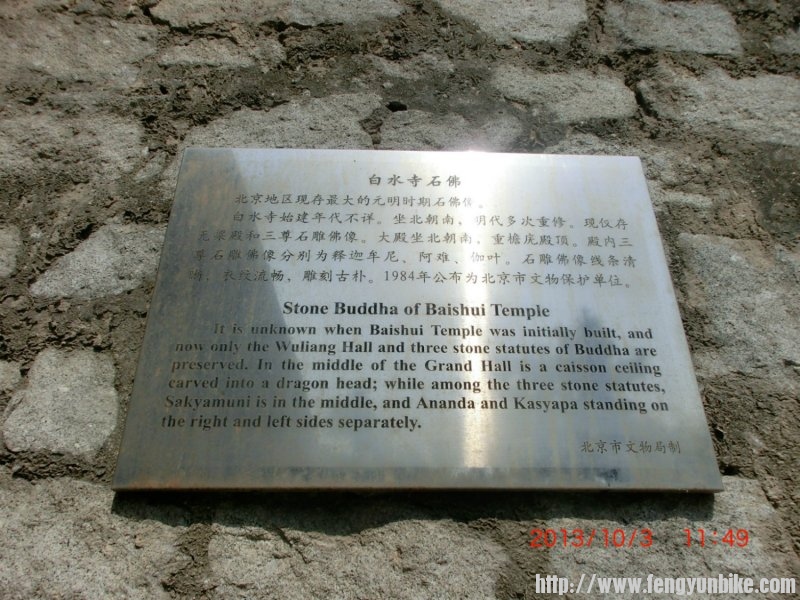 白水寺石佛
北京地区现存最大的元明时期石佛像。
白水寺始建年代不详。坐北朝南，明代多次重修。现仅存
无梁殿和三尊石雕佛像。大殿坐北朝南，重檐庑殿顶。殿内三
尊石雕佛像分别为释迦牟尼、阿难、伽叶。石雕佛像线条清
晰，衣纹流畅，雕刻古朴。1984年公布为北京市文物保护单位。
Stone Buddha of Baishui Temple
It is unknown when Baishui Temple was initially built, and
now only the Wuliang Hall and three stone statutes of Buddha are
preserved. In the middle of the Grand Hall is a caisson ceiling
carved into a dragon head; while among the three stone statutes,
Sakyamuni is in the middle, and Ananda and Kasyapa standing on
the right and left sides separately.
北京市文物局制
2013/10/3 11:49
http://www.fengyunbike.com